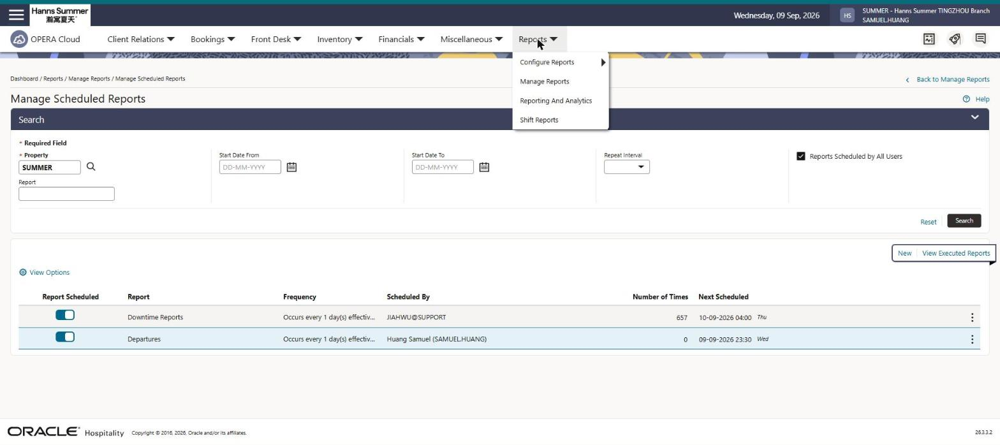 Hanns Summer
瀚寓夏天
Wednesday, 09 Sep, 2026
HS
SUMMER - Hanns Summer TINGZHOU Branch
SAMUEL.HUANG
OPERA Cloud
Client Relations
Bookings
Front Desk
Inventory
Financials
Miscellaneous
Reports
Configure Reports
Manage Reports
Reporting And Analytics
Shift Reports
Dashboard / Reports / Manage Reports / Manage Scheduled Reports
Back to Manage Reports
Manage Scheduled Reports
Help
Search
* Required Field
* Property
SUMMER
Report
Start Date From
DD-MM-YYYY
Start Date To
DD-MM-YYYY
Repeat Interval
Reports Scheduled by All Users
Reset
Search
New
View Executed Reports
View Options
Report Scheduled Report Frequency Scheduled By Number of Times Next Scheduled
Downtime Reports Occurs every 1 day(s) effectiv... JIAHWU@SUPPORT 657 10-09-2026 04:00 Thu
Departures Occurs every 1 day(s) effectiv... Huang Samuel (SAMUEL.HUANG) 0 09-09-2026 23:30 Wed
ORACLE Hospitality Copyright © 2016, 2026, Oracle and/or its affiliates.
26.3.3.2